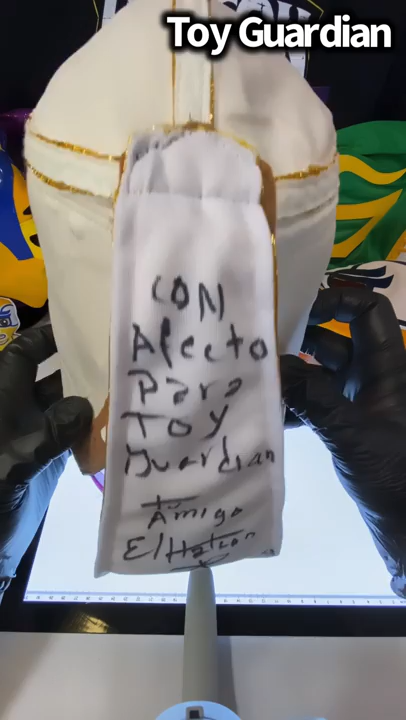 Toy Guardian
CON
Afecto
Para
TOY
Guardian
Amigo
El Halcon